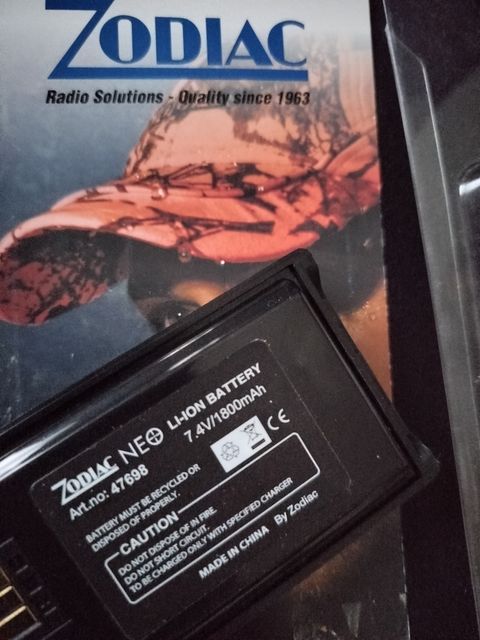 ZODIAC
Radio Solutions - Quality since 1963
ZODIAC NEO LI-ION BATTERY
Art.no: 47698 7.4V/1800mAh
BATTERY MUST BE RECYCLED OR
DISPOSED OF PROPERLY.
CE
CAUTION
DO NOT DISPOSE OF IN FIRE.
DO NOT SHORT CIRCUIT.
TO BE CHARGED ONLY WITH SPECIFIED CHARGER
MADE IN CHINA By Zodiac